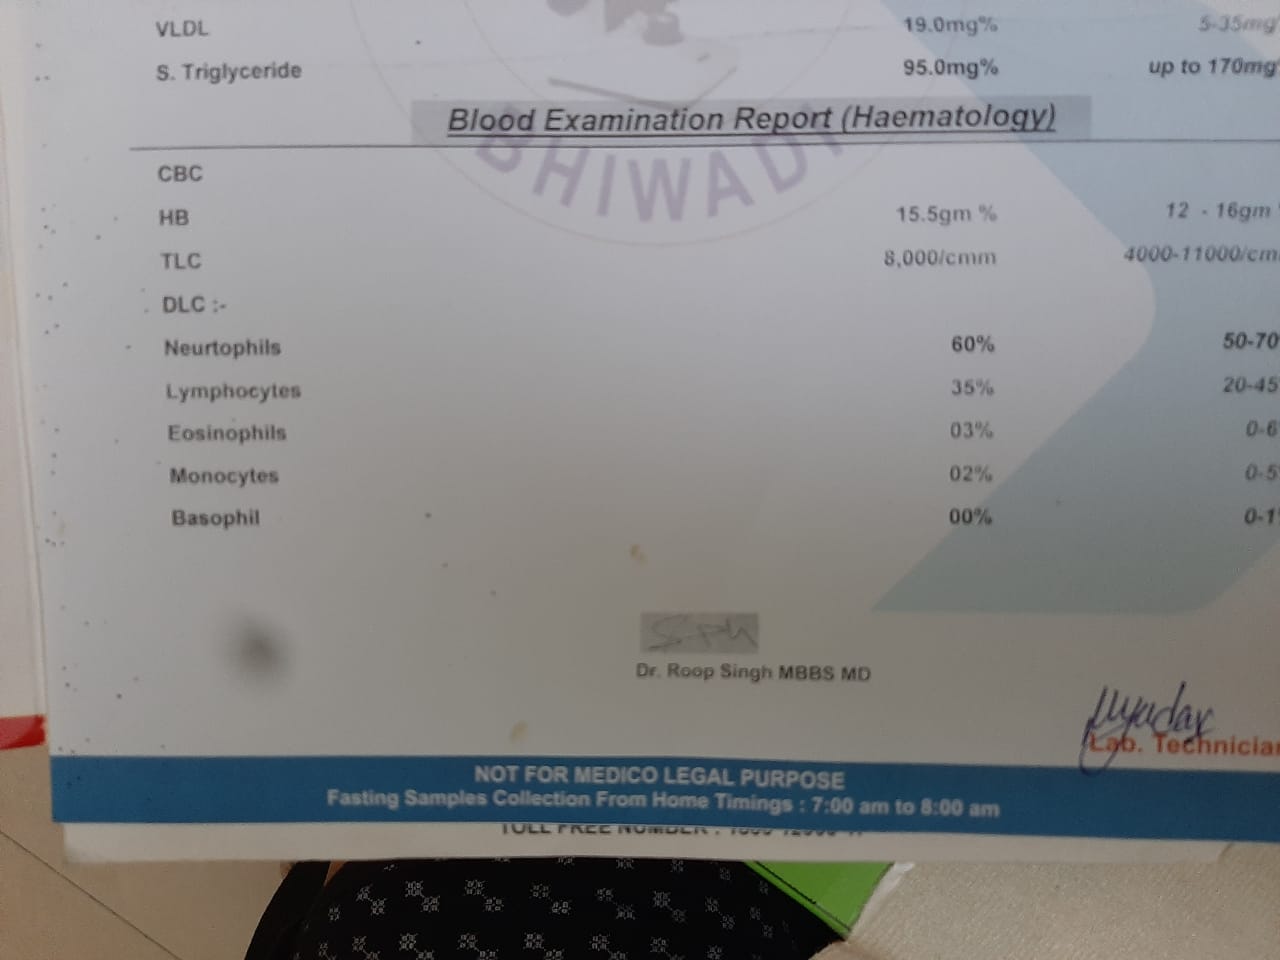 VLDL 19.0mg% 5-35mg
S. Triglyceride 95.0mg% up to 170mg
Blood Examination Report (Haematology)
BHIWADI
CBC
HB 15.5gm % 12 - 16gm
TLC 8,000/cmm 4000-11000/cm
DLC :-
Neurtophils 60% 50-70
Lymphocytes 35% 20-45
Eosinophils 03% 0-6
Monocytes 02% 0-5
Basophil 00% 0-1
Dr. Roop Singh MBBS MD
Lab. Technician
NOT FOR MEDICO LEGAL PURPOSE
Fasting Samples Collection From Home Timings : 7:00 am to 8:00 am
TOLL FREE NUMBER :